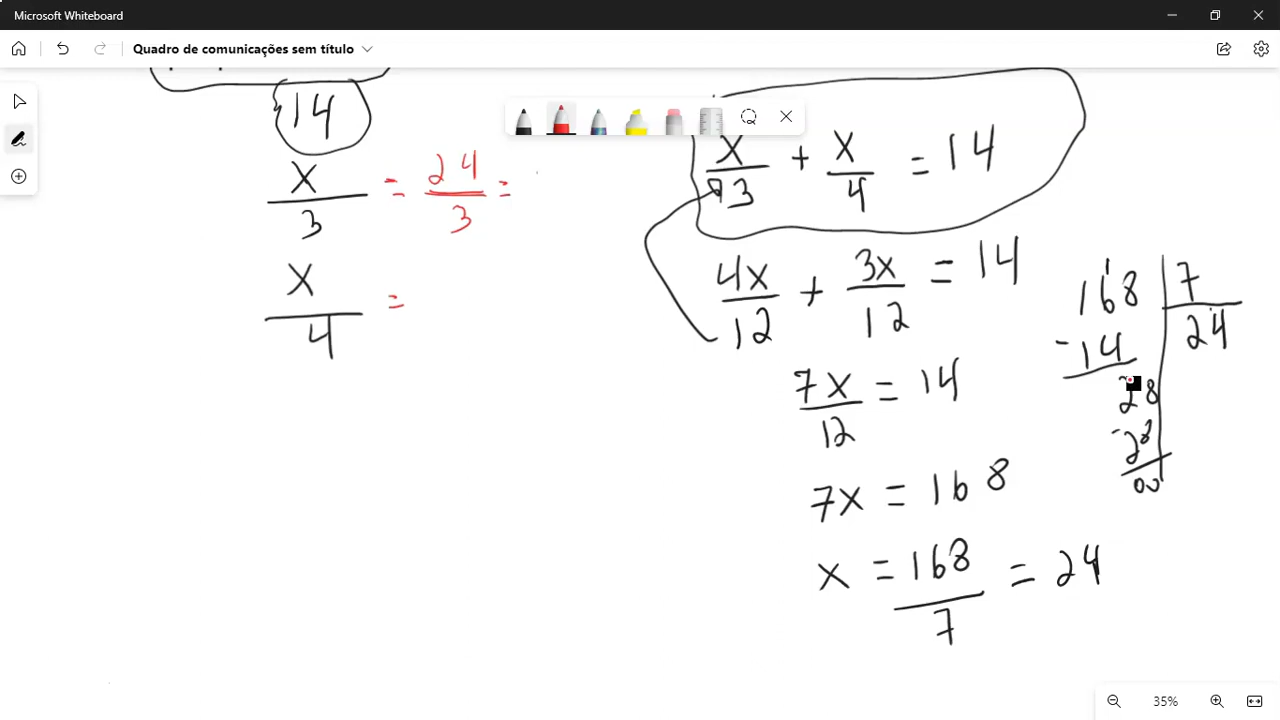 Microsoft Whiteboard
Quadro de comunicações sem título
14
x/3 = 24/3 =
x/4 =
x/3 + x/4 = 14
4x/12 + 3x/12 = 14
7x/12 = 14
7x = 168
x = 168/7 = 24
1
168 | 7
-14 24
28
-28
00
35%